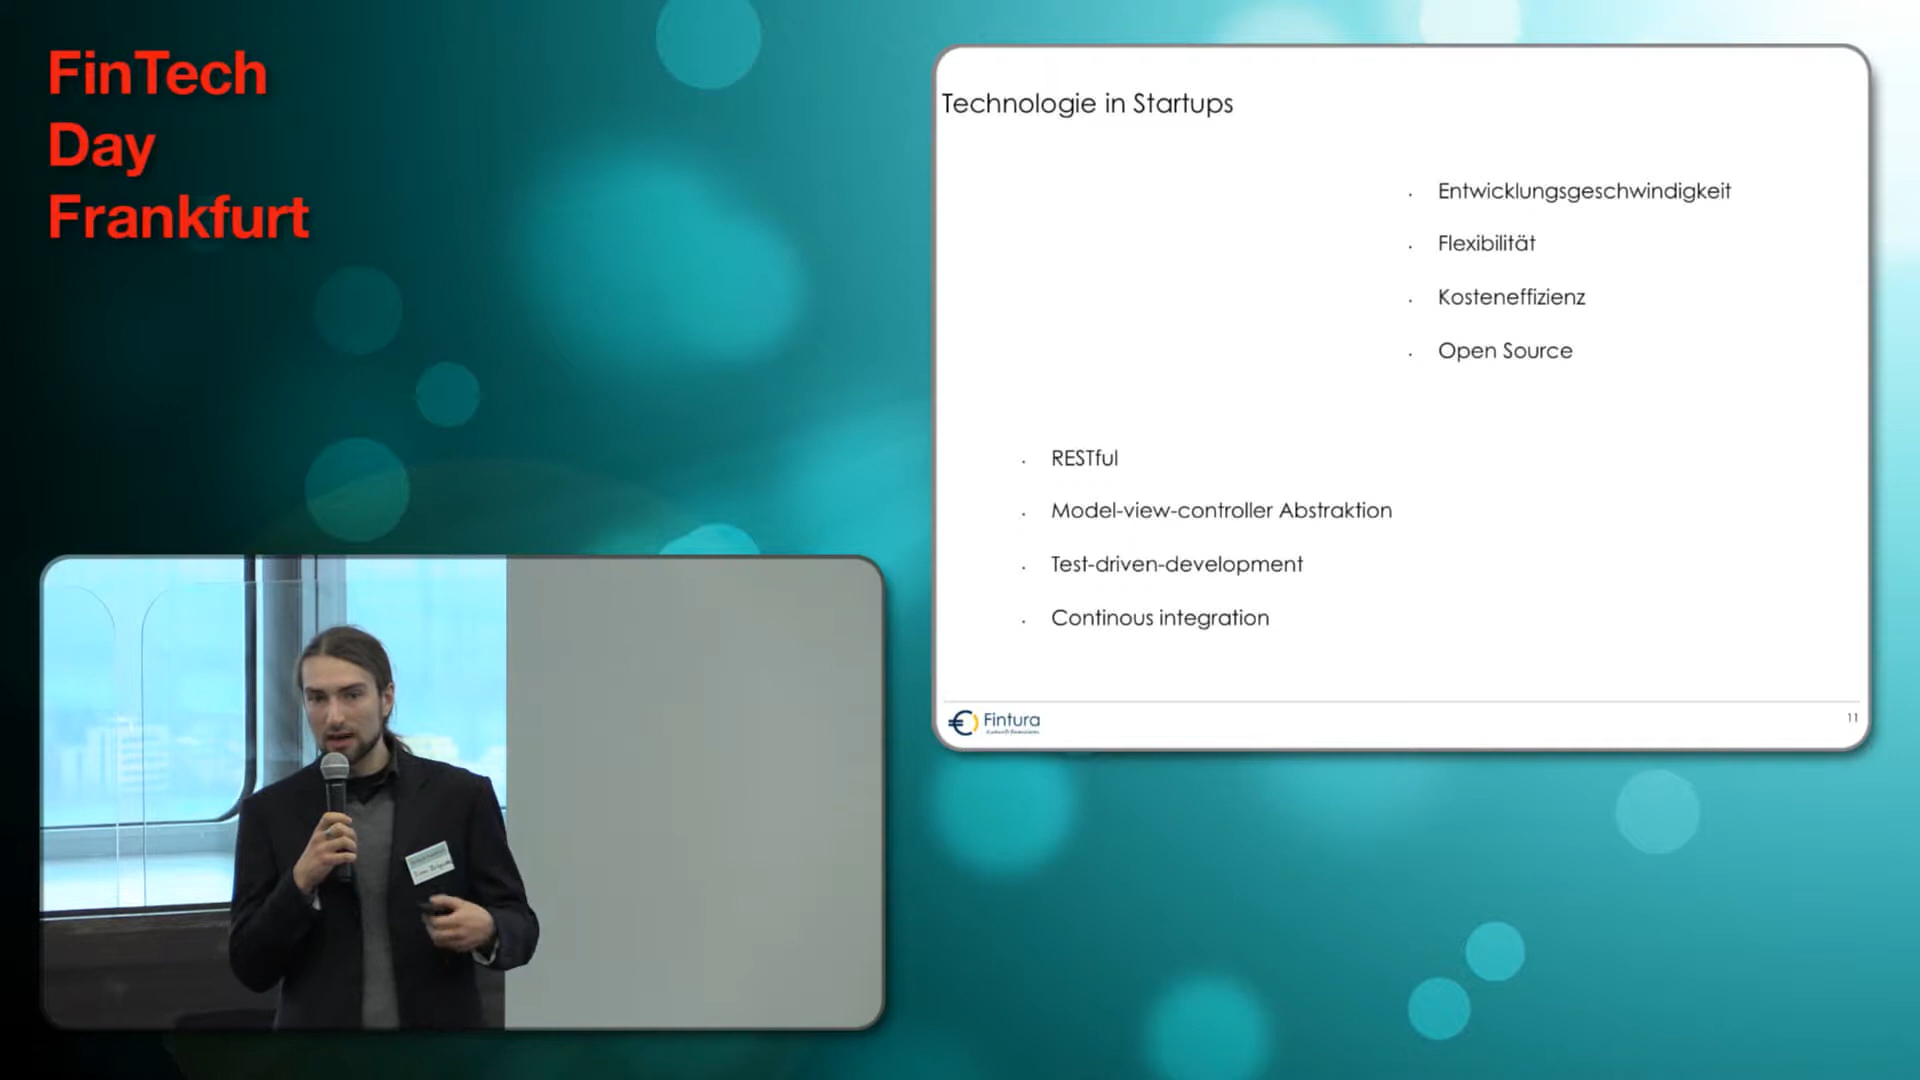 FinTech
Day
Frankfurt
Technologie in Startups
Entwicklungsgeschwindigkeit
Flexibilität
Kosteneffizienz
Open Source
RESTful
Model-view-controller Abstraktion
Test-driven-development
Continous integration
Fintura
11